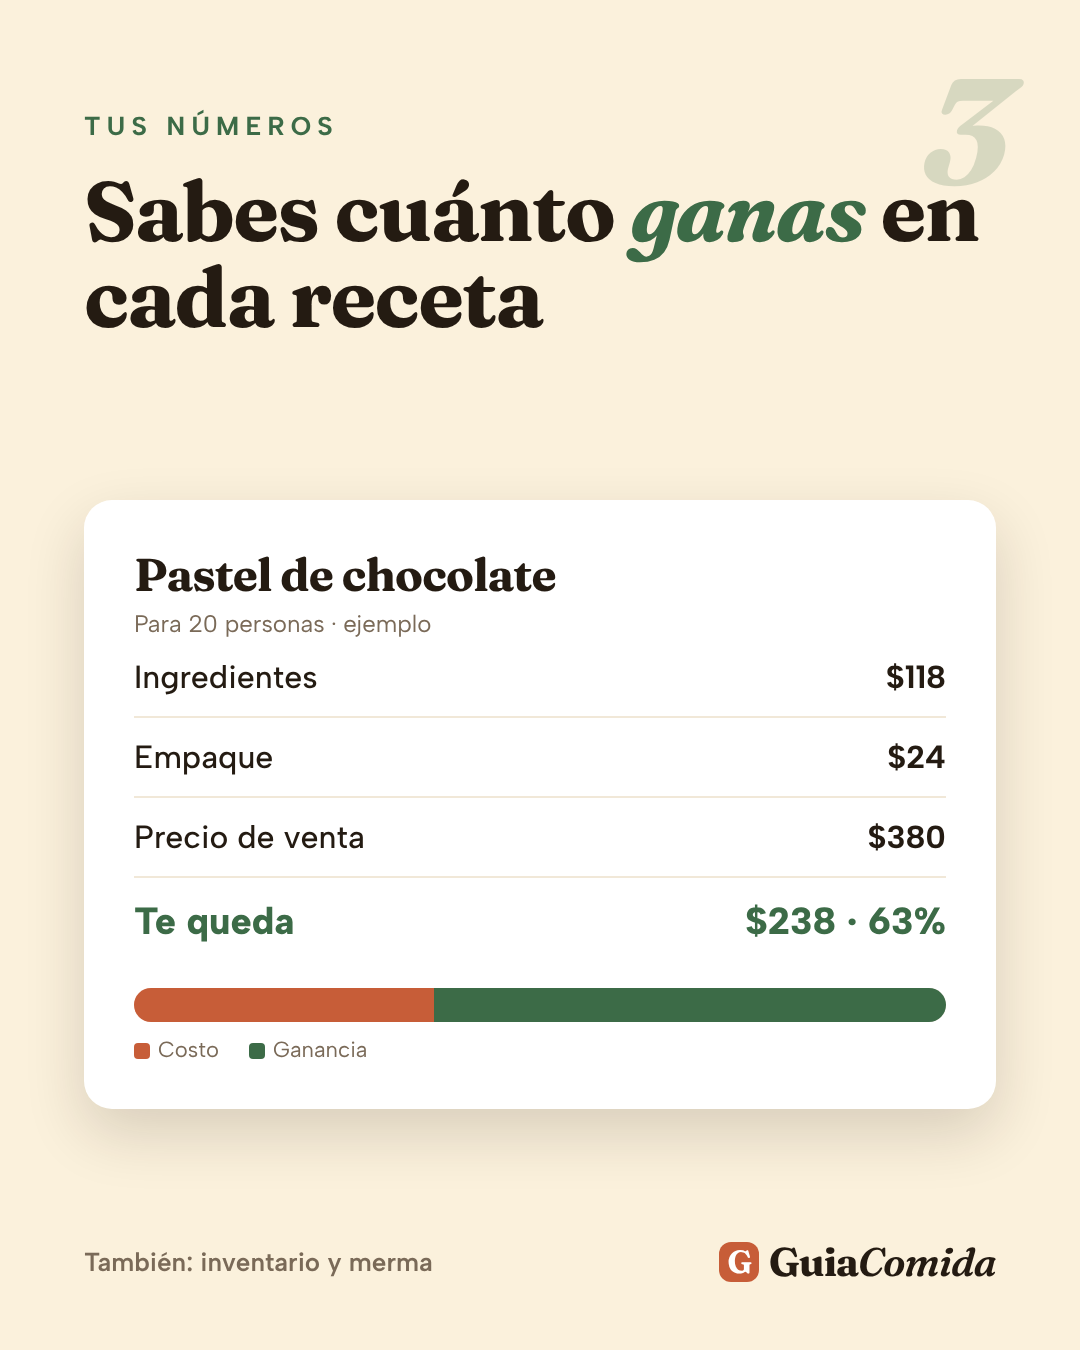 TUS NÚMEROS
3
Sabes cuánto ganas en
cada receta
Pastel de chocolate
Para 20 personas · ejemplo
Ingredientes $118
Empaque $24
Precio de venta $380
Te queda $238 · 63%
Costo Ganancia
También: inventario y merma
G GuiaComida